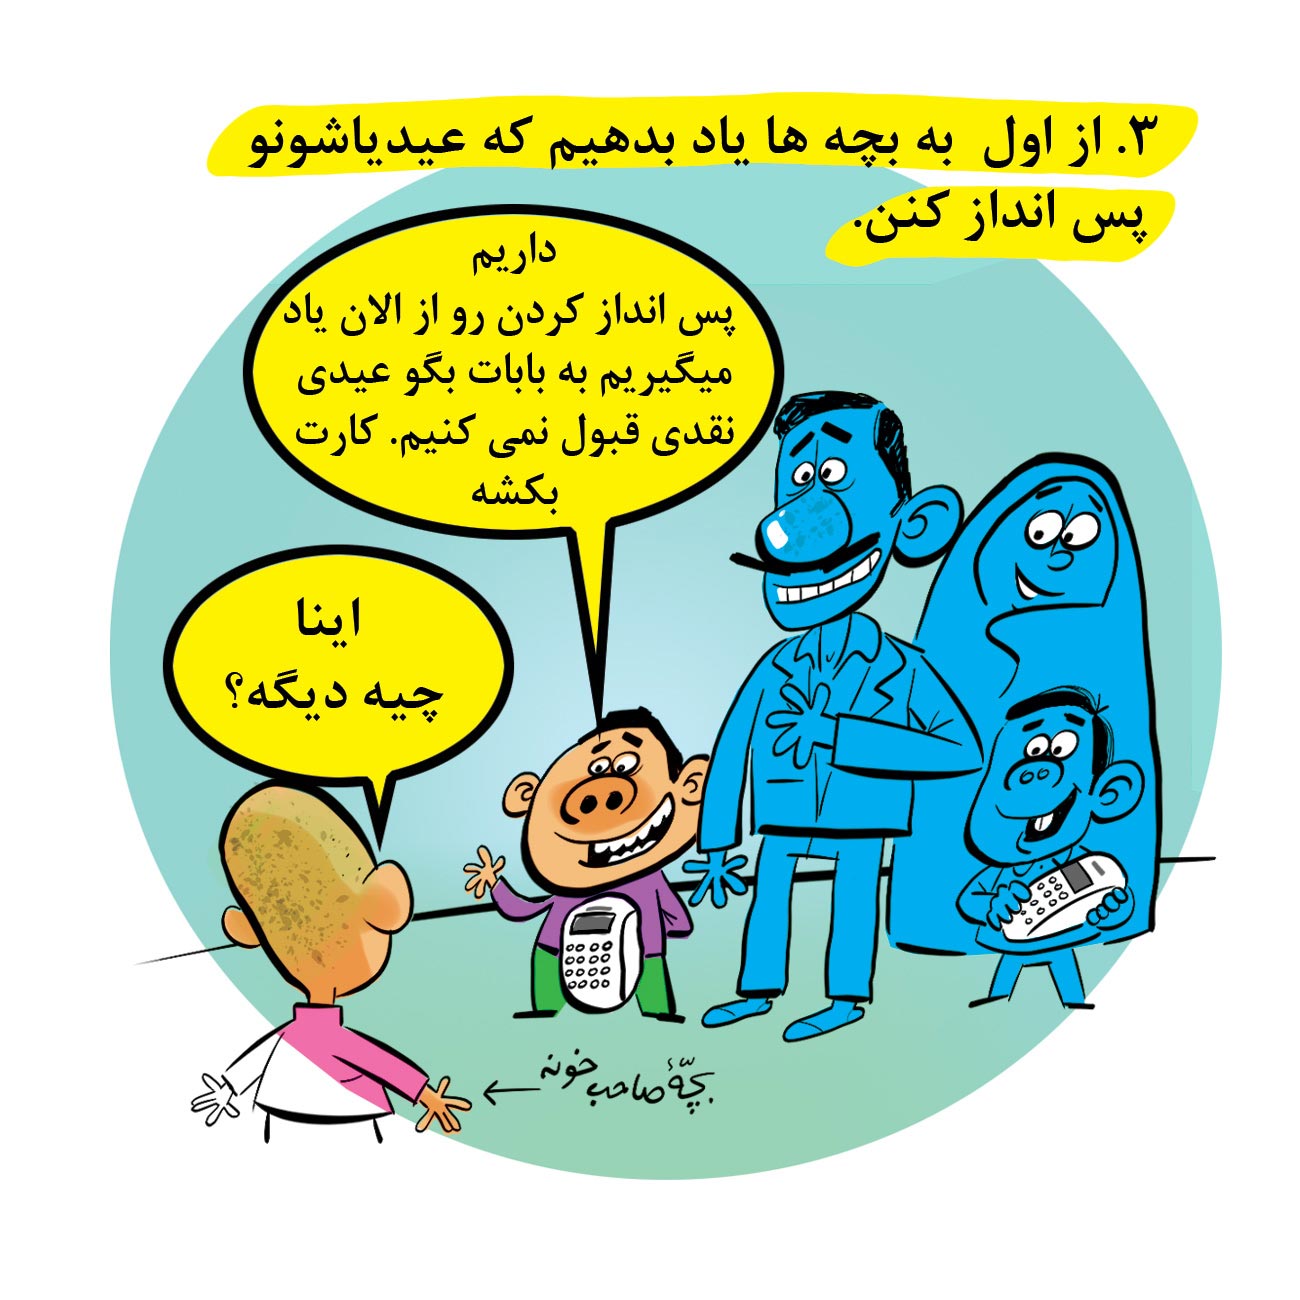 ۳. از اول به بچه ها یاد بدهیم که عیدیاشونو
پس انداز کنن.
داریم
پس انداز کردن رو از الان یاد
میگیریم به بابات بگو عیدی
نقدی قبول نمی کنیم. کارت
بکشه
اینا
چیه دیگه؟
بچّهٔ صاحب خونه